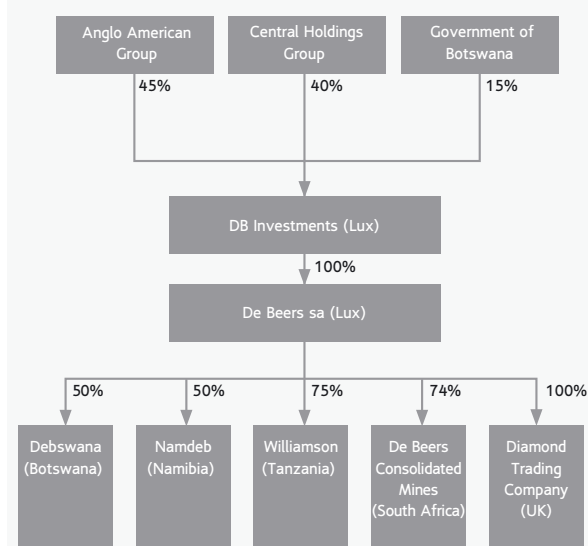 Anglo American
Group
Central Holdings
Group
Government of
Botswana
45%
40%
15%
DB Investments (Lux)
100%
De Beers sa (Lux)
50%
50%
75%
74%
100%
Debswana
(Botswana)
Namdeb
(Namibia)
Williamson
(Tanzania)
De Beers
Consolidated
Mines
(South Africa)
Diamond
Trading
Company
(UK)